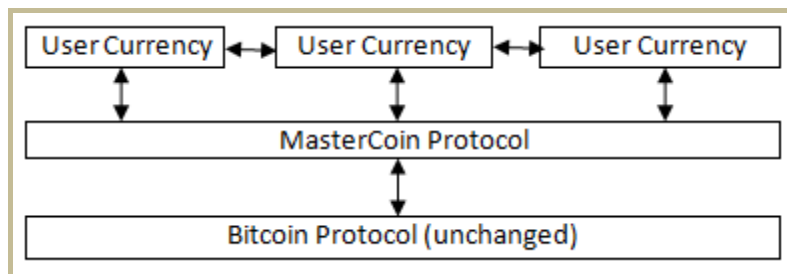 User Currency User Currency User Currency
MasterCoin Protocol
Bitcoin Protocol (unchanged)